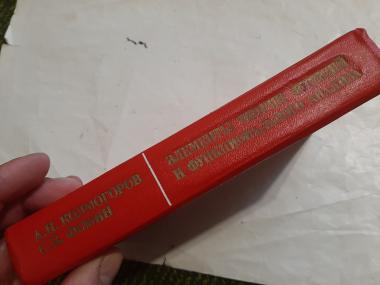 А.Н. КОЛМОГОРОВ
С.В. ФОМИН
ЭЛЕМЕНТЫ ТЕОРИИ ФУНКЦИЙ
И ФУНКЦИОНАЛЬНОГО АНАЛИЗА